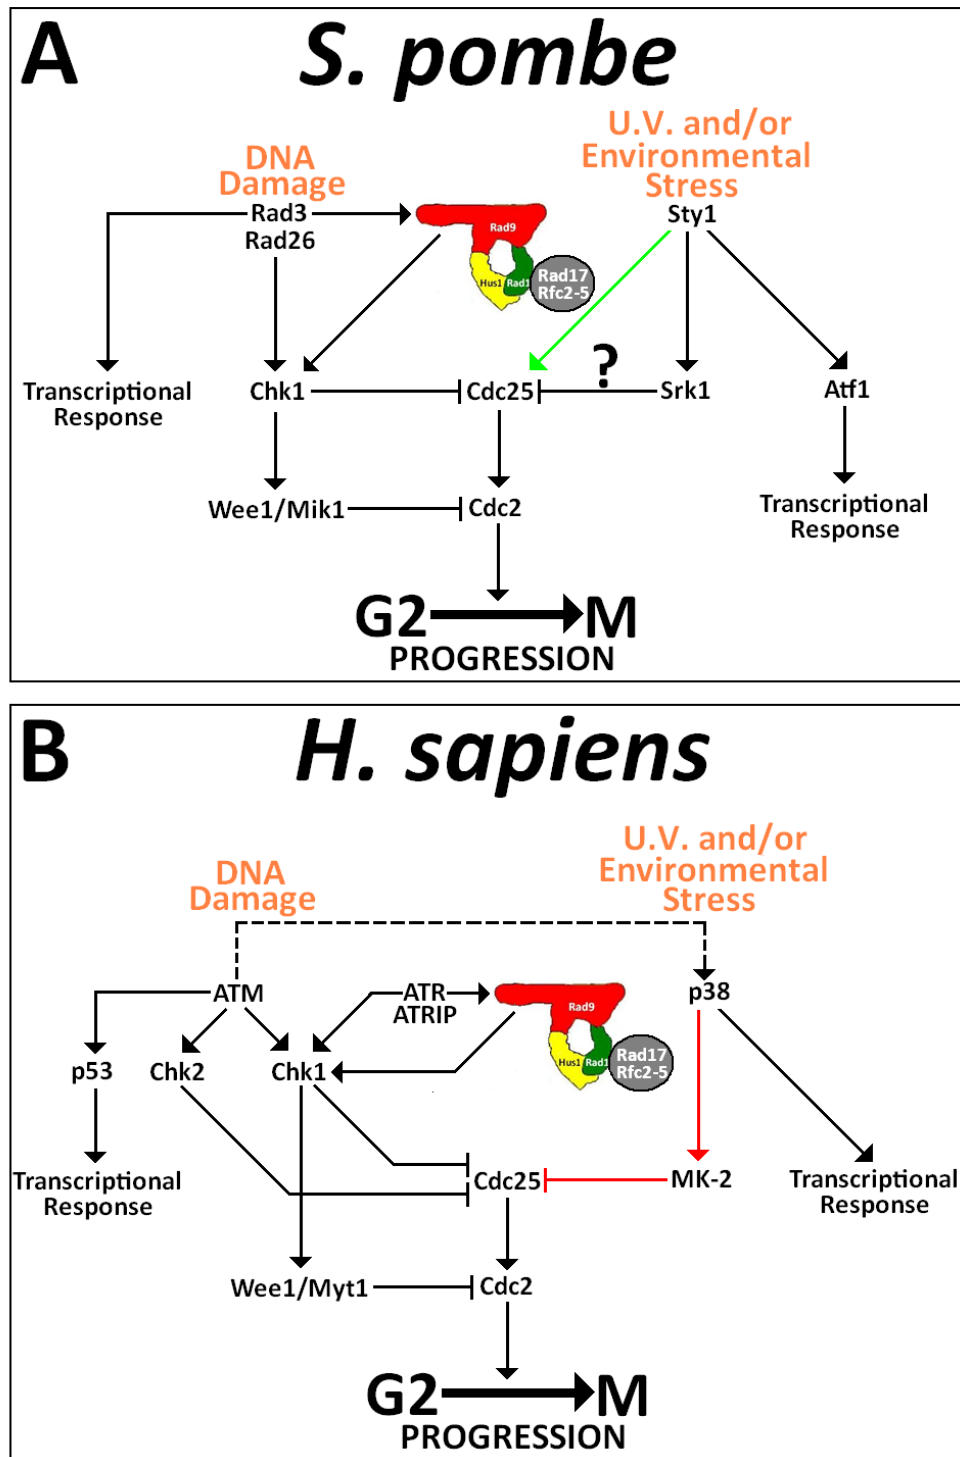 A
S. pombe
U.V. and/or
Environmental
Stress
DNA
Damage
Rad3
Rad26
Rad9
Hus1
Rad1
Rad17
Rfc2-5
Sty1
?
Transcriptional
Response
Chk1
Cdc25
Srk1
Atf1
Wee1/Mik1
Cdc2
Transcriptional
Response
G2
M
PROGRESSION
B
H. sapiens
U.V. and/or
Environmental
Stress
DNA
Damage
ATM
ATR
ATRIP
Rad9
Hus1
Rad1
Rad17
Rfc2-5
p38
p53
Chk2
Chk1
Transcriptional
Response
Cdc25
MK-2
Transcriptional
Response
Wee1/Myt1
Cdc2
G2
M
PROGRESSION